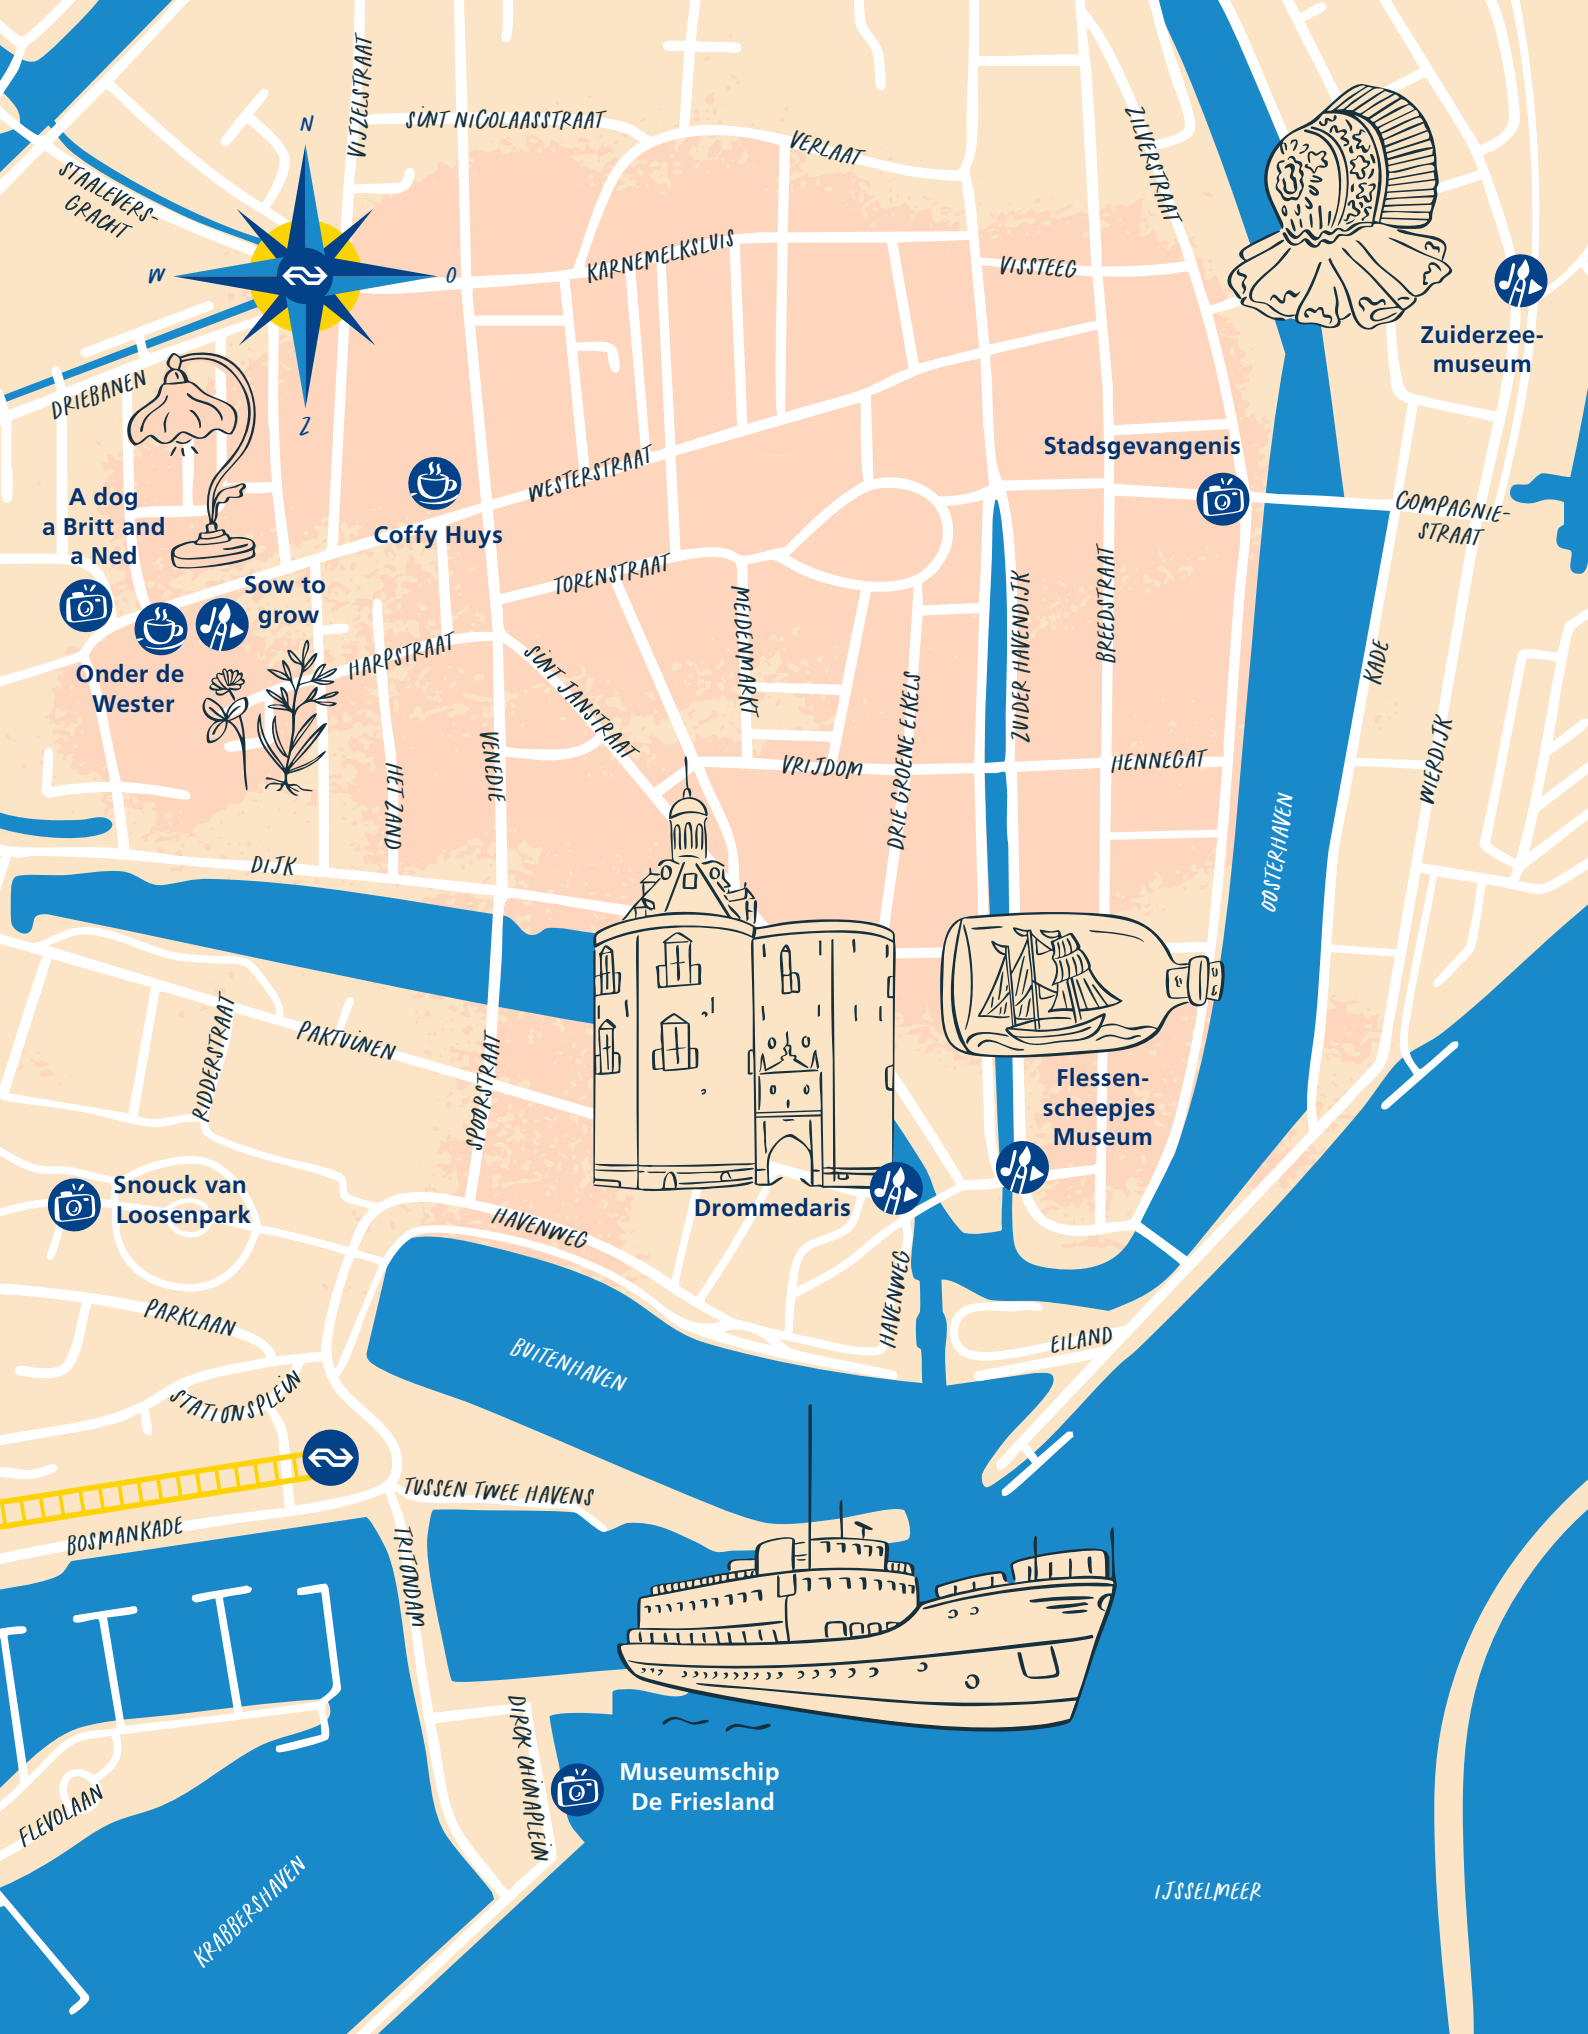 VIJZELSTRAAT
SINT NICOLAASSTRAAT
VERLAAT
ZILVERSTRAAT
STAALEVERS-
GRACHT
N
W
O
Z
KARNEMELKSLUIS
VISSTEEG
Zuiderzee-
museum
DRIEBANEN
WESTERSTRAAT
Stadsgevangenis
COMPAGNIE-
STRAAT
A dog
a Britt and
a Ned
Coffy Huys
Sow to
grow
TORENSTRAAT
MEIDENMARKT
ZUIDER HAVENDIJK
BREEDSTRAAT
KADE
Onder de
Wester
HARPSTRAAT
SINT JANSTRAAT
VENEDIE
HET ZAND
VRIJDOM
DRIE GROENE EIKELS
HENNEGAT
WIERDIJK
OOSTERHAVEN
DIJK
RIDDERSTRAAT
PAKTUINEN
SPOORSTRAAT
Flessen-
scheepjes
Museum
Snouck van
Loosenpark
Drommedaris
HAVENWEG
HAVENWEG
PARKLAAN
BUITENHAVEN
EILAND
STATIONSPLEIN
TUSSEN TWEE HAVENS
BOSMANKADE
TRITONDAM
DIRCK CHINAPLEIN
Museumschip
De Friesland
FLEVOLAAN
KRABBERSHAVEN
IJSSELMEER